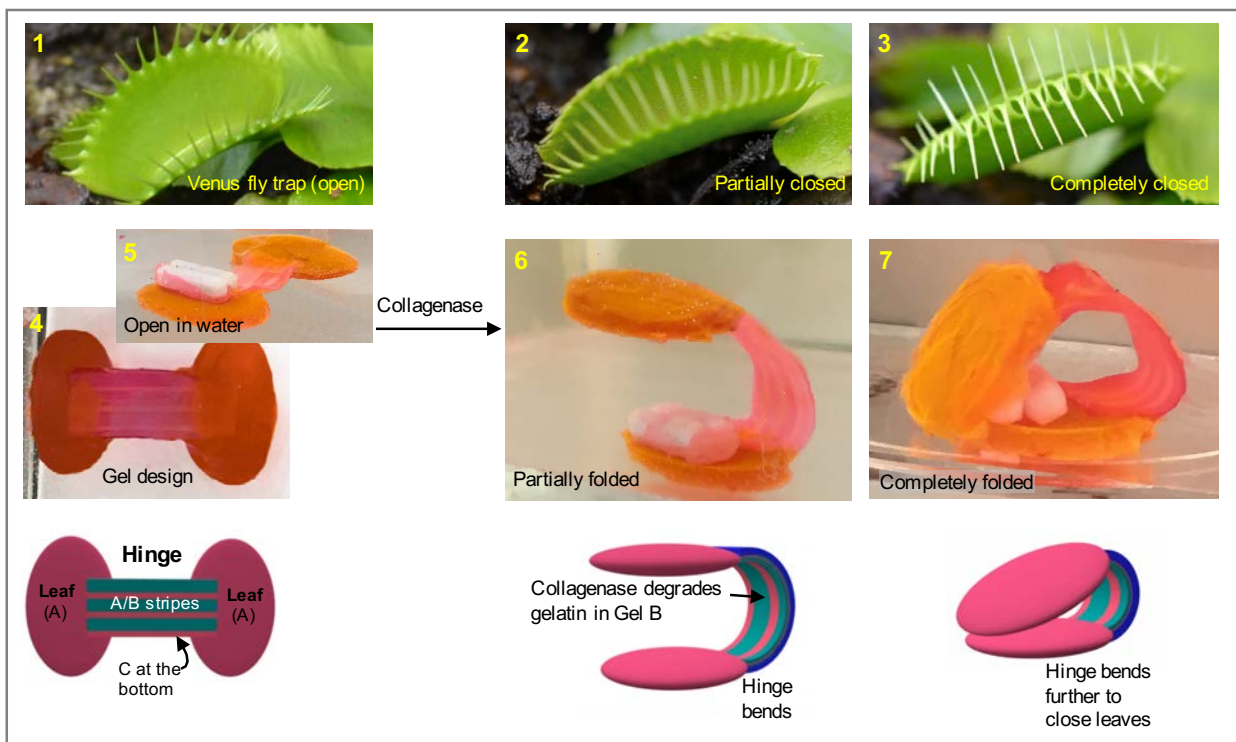 1
Venus fly trap (open)
2
Partially closed
3
Completely closed
5
Open in water
Collagenase
4
Gel design
6
Partially folded
7
Completely folded
Hinge
Leaf
(A)
A/B stripes
Leaf
(A)
C at the
bottom
Collagenase degrades
gelatin in Gel B
Hinge
bends
Hinge bends
further to
close leaves